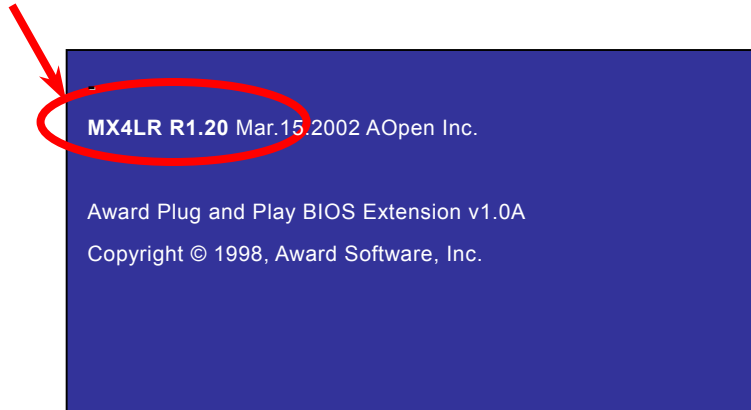 MX4LR R1.20 Mar.15.2002 AOpen Inc.
Award Plug and Play BIOS Extension v1.0A
Copyright © 1998, Award Software, Inc.